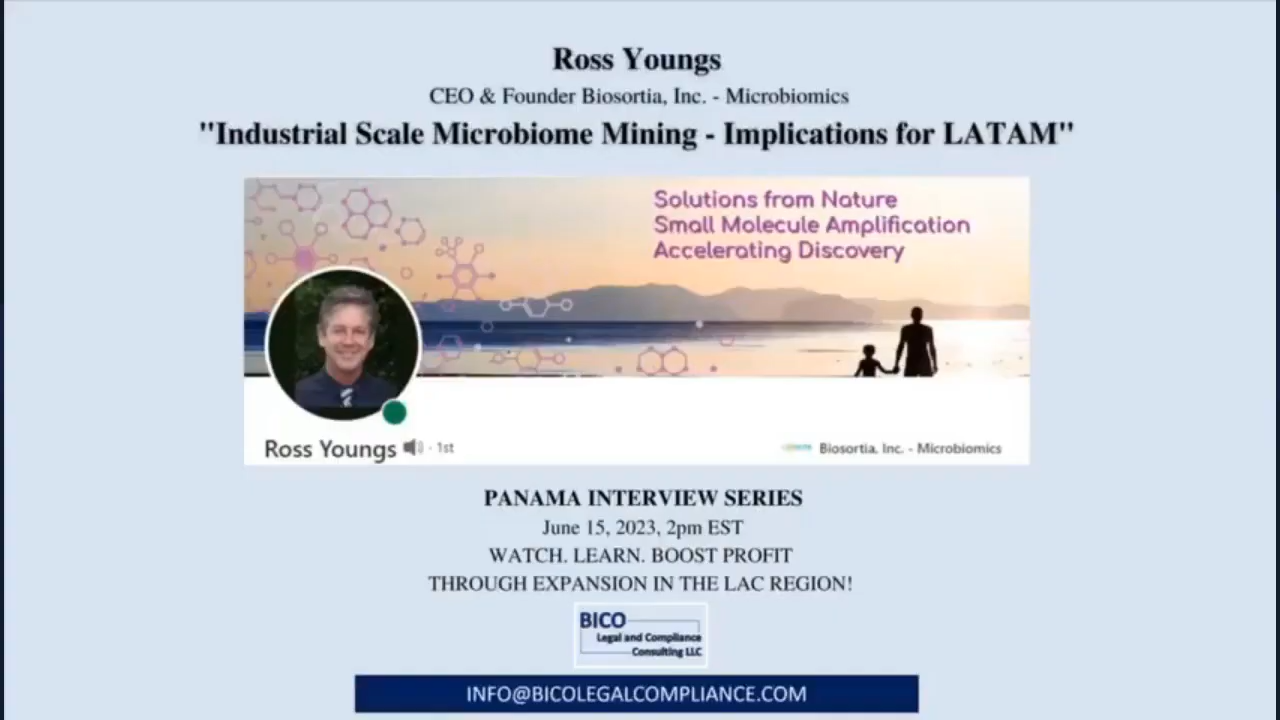 Ross Youngs
CEO & Founder Biosortia, Inc. - Microbiomics
"Industrial Scale Microbiome Mining - Implications for LATAM"
Solutions from Nature
Small Molecule Amplification
Accelerating Discovery
Ross Youngs · 1st
Biosortia, Inc. - Microbiomics
PANAMA INTERVIEW SERIES
June 15, 2023, 2pm EST
WATCH. LEARN. BOOST PROFIT
THROUGH EXPANSION IN THE LAC REGION!
BICO
Legal and Compliance
Consulting LLC
INFO@BICOLEGALCOMPLIANCE.COM